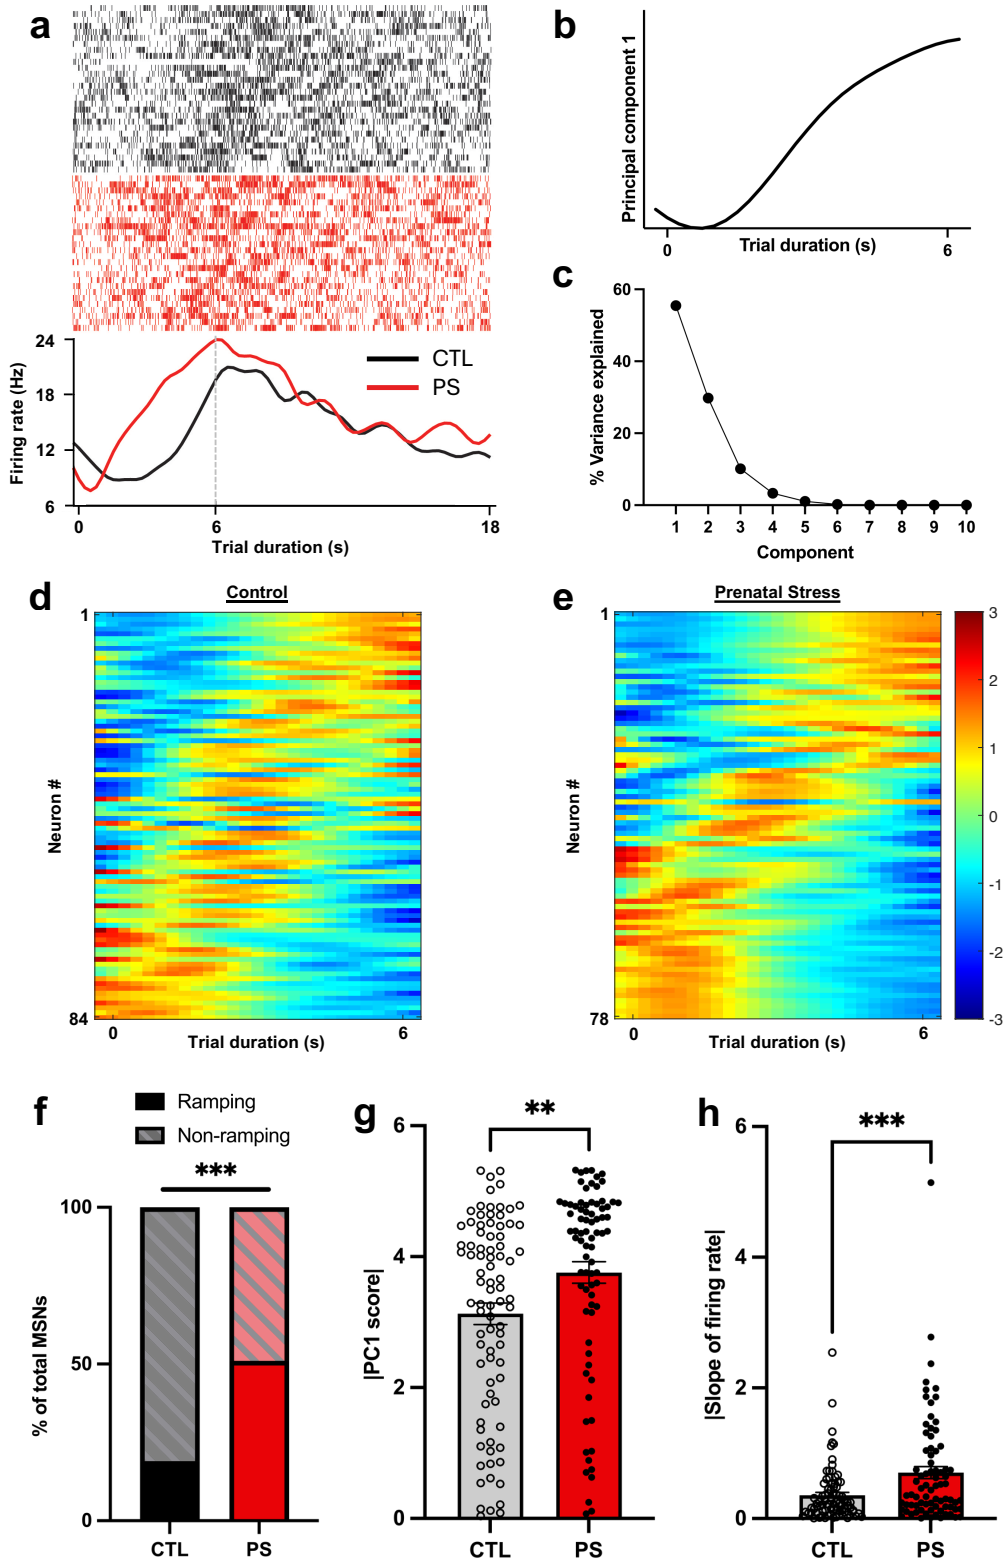 a
Firing rate (Hz)
24
18
12
6
CTL
PS
0
6
18
Trial duration (s)
b
Principal component 1
0
Trial duration (s)
6
c
% Variance explained
60
40
20
0
1 2 3 4 5 6 7 8 9 10
Component
d
Control
1
Neuron #
84
0
6
Trial duration (s)
e
Prenatal Stress
1
Neuron #
78
0
6
Trial duration (s)
3
2
1
0
-1
-2
-3
f
Ramping
Non-ramping
***
% of total MSNs
100
50
0
CTL
PS
g
**
|PC1 score|
6
4
2
0
CTL
PS
h
***
|Slope of firing rate|
6
4
2
0
CTL
PS